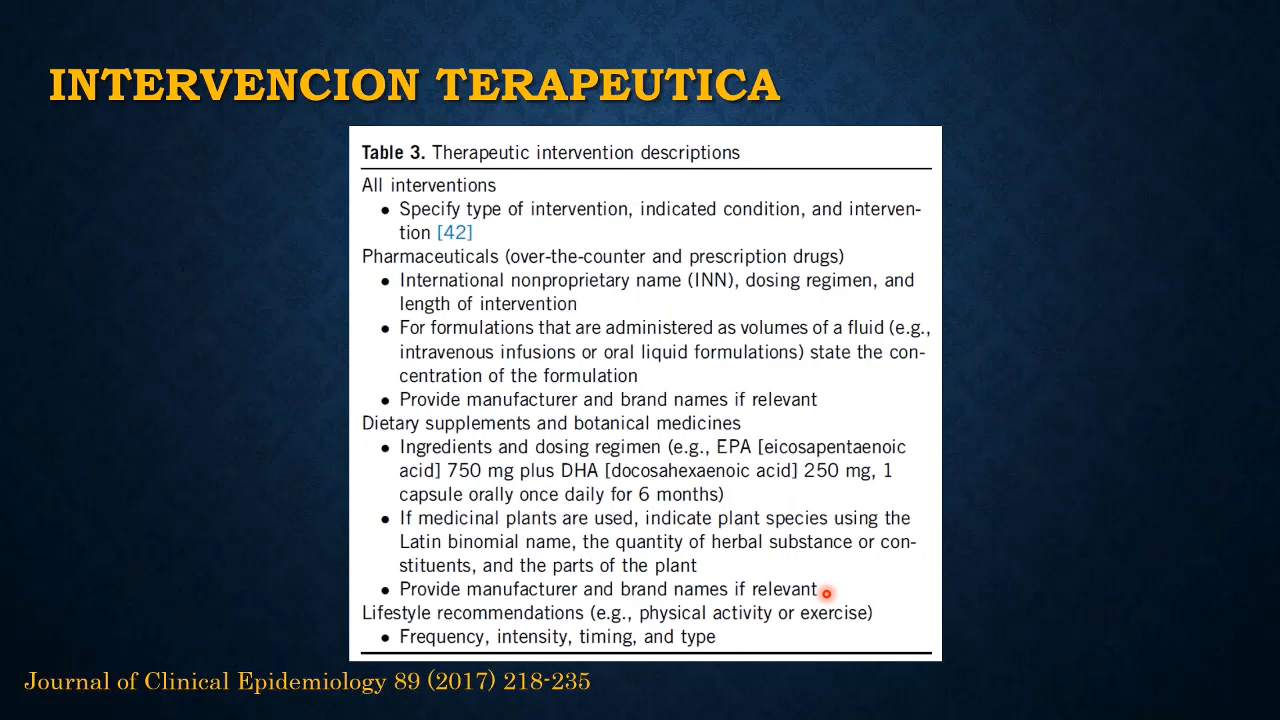 INTERVENCION TERAPEUTICA
Table 3. Therapeutic intervention descriptions
All interventions
• Specify type of intervention, indicated condition, and interven-
tion [42]
Pharmaceuticals (over-the-counter and prescription drugs)
• International nonproprietary name (INN), dosing regimen, and
length of intervention
• For formulations that are administered as volumes of a fluid (e.g.,
intravenous infusions or oral liquid formulations) state the con-
centration of the formulation
• Provide manufacturer and brand names if relevant
Dietary supplements and botanical medicines
• Ingredients and dosing regimen (e.g., EPA [eicosapentaenoic
acid] 750 mg plus DHA [docosahexaenoic acid] 250 mg, 1
capsule orally once daily for 6 months)
• If medicinal plants are used, indicate plant species using the
Latin binomial name, the quantity of herbal substance or con-
stituents, and the parts of the plant
• Provide manufacturer and brand names if relevant
Lifestyle recommendations (e.g., physical activity or exercise)
• Frequency, intensity, timing, and type
Journal of Clinical Epidemiology 89 (2017) 218-235